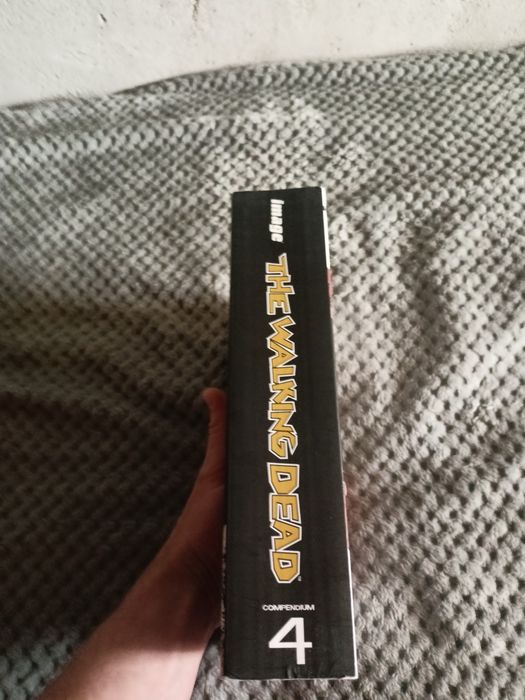 image
THE WALKING DEAD
COMPENDIUM
4